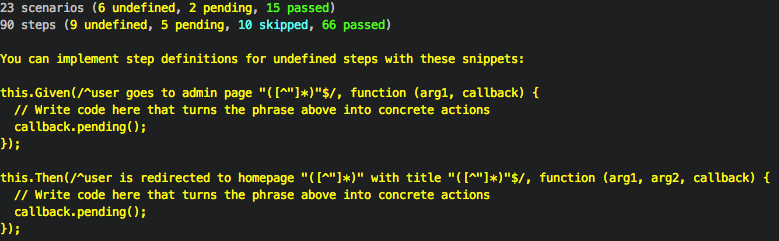 23 scenarios (6 undefined, 2 pending, 15 passed)
90 steps (9 undefined, 5 pending, 10 skipped, 66 passed)
You can implement step definitions for undefined steps with these snippets:
this.Given(/^user goes to admin page "([^"]*)"$/, function (arg1, callback) {
  // Write code here that turns the phrase above into concrete actions
  callback.pending();
});
this.Then(/^user is redirected to homepage "([^"]*)" with title "([^"]*)"$/, function (arg1, arg2, callback) {
  // Write code here that turns the phrase above into concrete actions
  callback.pending();
});